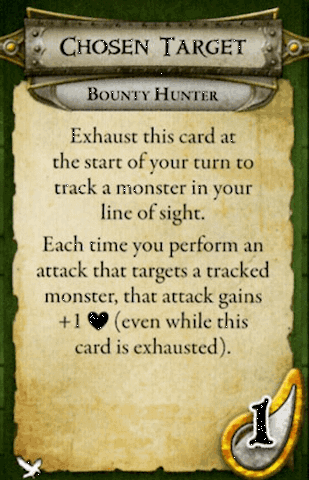 CHOSEN TARGET
BOUNTY HUNTER
Exhaust this card at
the start of your turn to
track a monster in your
line of sight.
Each time you perform an
attack that targets a tracked
monster, that attack gains
+1 ♥ (even while this
card is exhausted).
1